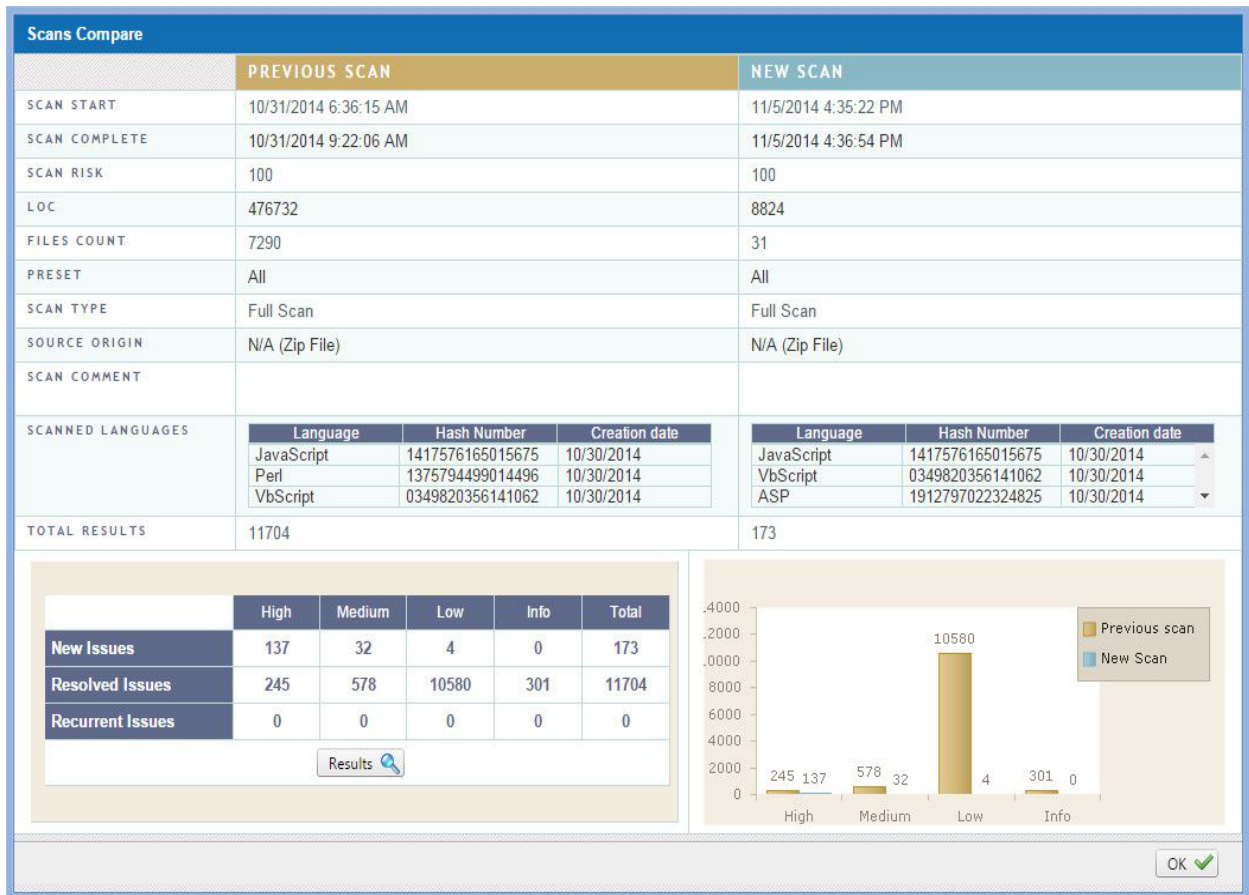 Scans Compare
PREVIOUS SCAN NEW SCAN
SCAN START 10/31/2014 6:36:15 AM 11/5/2014 4:35:22 PM
SCAN COMPLETE 10/31/2014 9:22:06 AM 11/5/2014 4:36:54 PM
SCAN RISK 100 100
LOC 476732 8824
FILES COUNT 7290 31
PRESET All All
SCAN TYPE Full Scan Full Scan
SOURCE ORIGIN N/A (Zip File) N/A (Zip File)
SCAN COMMENT
SCANNED LANGUAGES
Language Hash Number Creation date
JavaScript 1417576165015675 10/30/2014
Perl 1375794499014496 10/30/2014
VbScript 0349820356141062 10/30/2014
Language Hash Number Creation date
JavaScript 1417576165015675 10/30/2014
VbScript 0349820356141062 10/30/2014
ASP 1912797022324825 10/30/2014
TOTAL RESULTS 11704 173
High Medium Low Info Total
New Issues 137 32 4 0 173
Resolved Issues 245 578 10580 301 11704
Recurrent Issues 0 0 0 0 0
Results
.4000
.2000
.0000
8000
6000
4000
2000
0
245 137 578 32 10580 4 301 0
High Medium Low Info
Previous scan
New Scan
OK